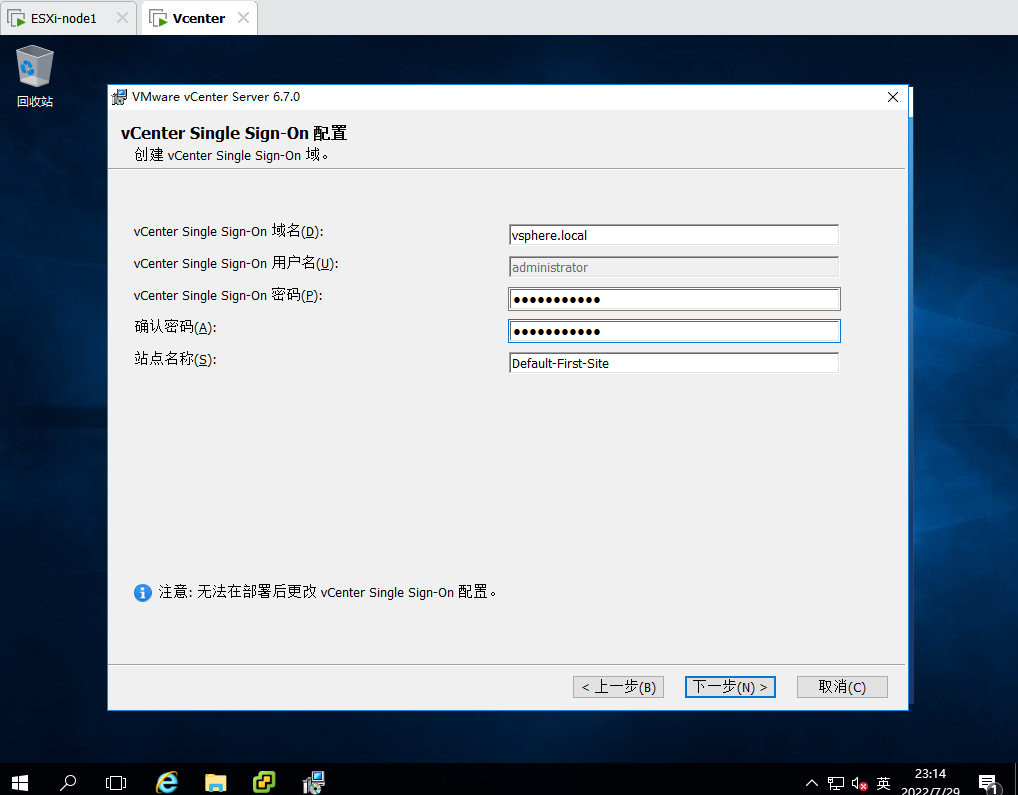 ESXi-node1
Vcenter
回收站
VMware vCenter Server 6.7.0
vCenter Single Sign-On 配置
创建 vCenter Single Sign-On 域。
vCenter Single Sign-On 域名(D):
vsphere.local
vCenter Single Sign-On 用户名(U):
administrator
vCenter Single Sign-On 密码(P):
●●●●●●●●●●●
确认密码(A):
●●●●●●●●●●●
站点名称(S):
Default-First-Site
注意: 无法在部署后更改 vCenter Single Sign-On 配置。
< 上一步(B)
下一步(N) >
取消(C)
英
23:14
2022/7/29
1